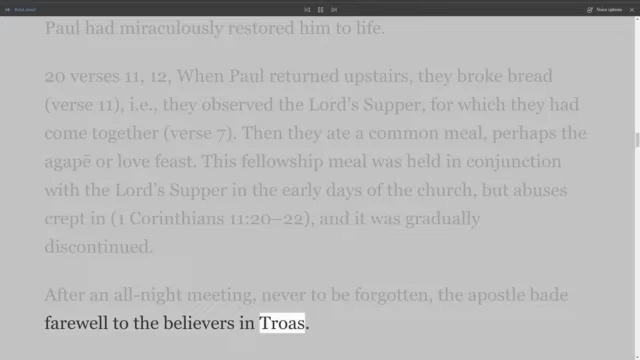 Read aloud
Voice options
Paul had miraculously restored him to life.
20 verses 11, 12, When Paul returned upstairs, they broke bread
(verse 11), i.e., they observed the Lord’s Supper, for which they had
come together (verse 7). Then they ate a common meal, perhaps the
agapē or love feast. This fellowship meal was held in conjunction
with the Lord’s Supper in the early days of the church, but abuses
crept in (1 Corinthians 11:20–22), and it was gradually
discontinued.
After an all-night meeting, never to be forgotten, the apostle bade
farewell to the believers in Troas.